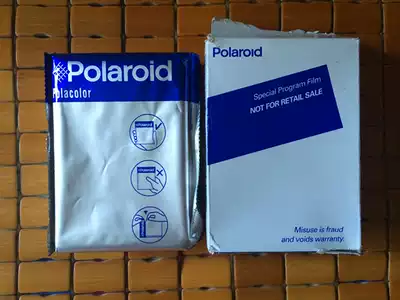 Polaroid
Polacolor
Polaroid
Special Program Film
NOT FOR RETAIL SALE
Misuse is fraud
and voids warranty.